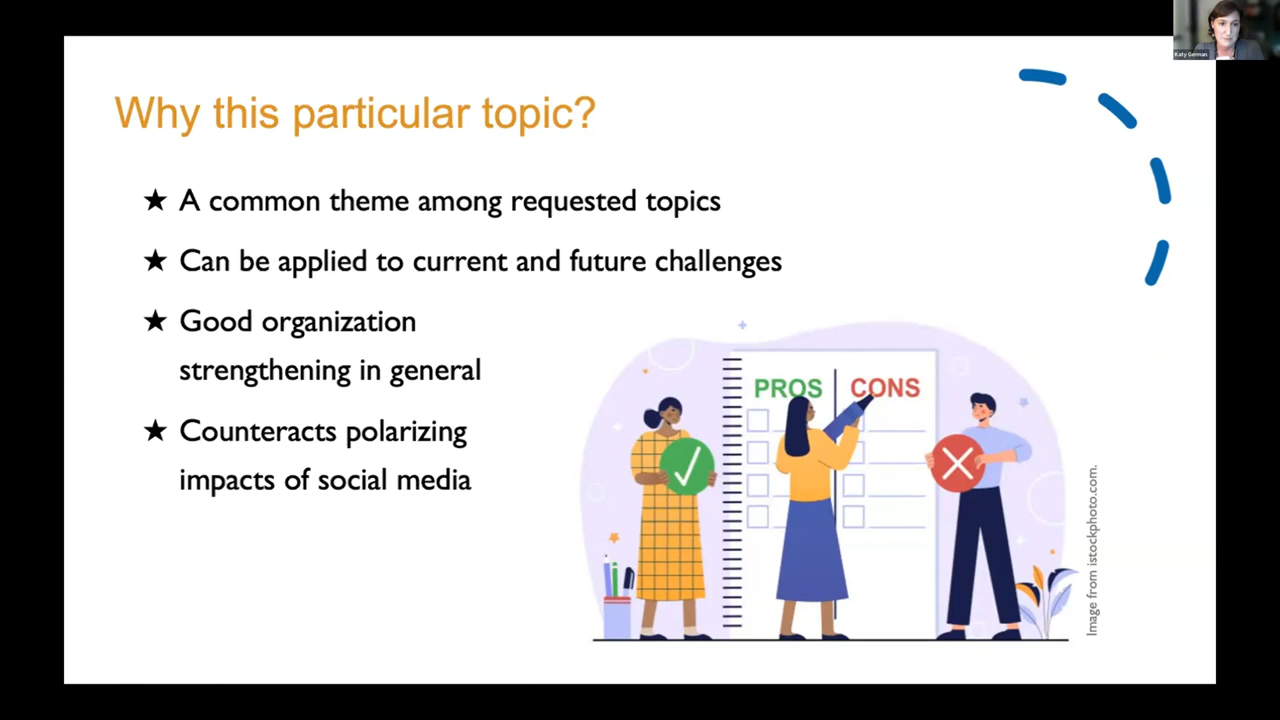 Katy German
Why this particular topic?
★ A common theme among requested topics
★ Can be applied to current and future challenges
★ Good organization
strengthening in general
★ Counteracts polarizing
impacts of social media
PROS CONS
Image from istockphoto.com.